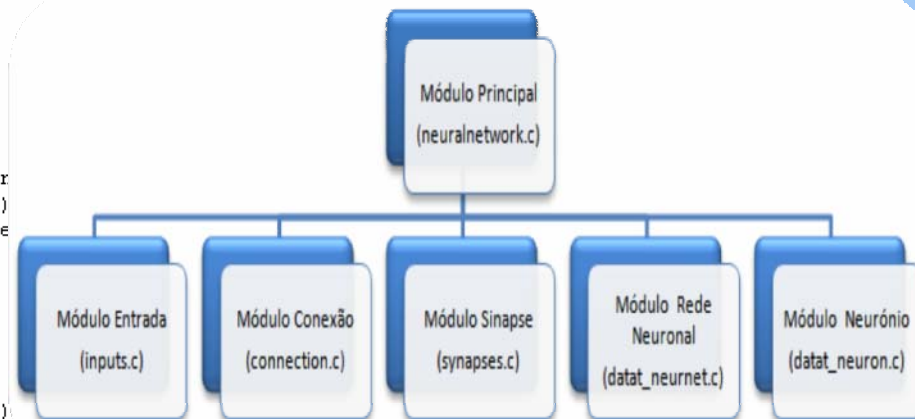 Módulo Principal
(neuralnetwork.c)
r
)
e
Módulo Entrada
(inputs.c)
Módulo Conexão
(connection.c)
Módulo Sinapse
(synapses.c)
Módulo Rede
Neuronal
(datat_neurnet.c)
Módulo Neurónio
(datat_neuron.c)
)